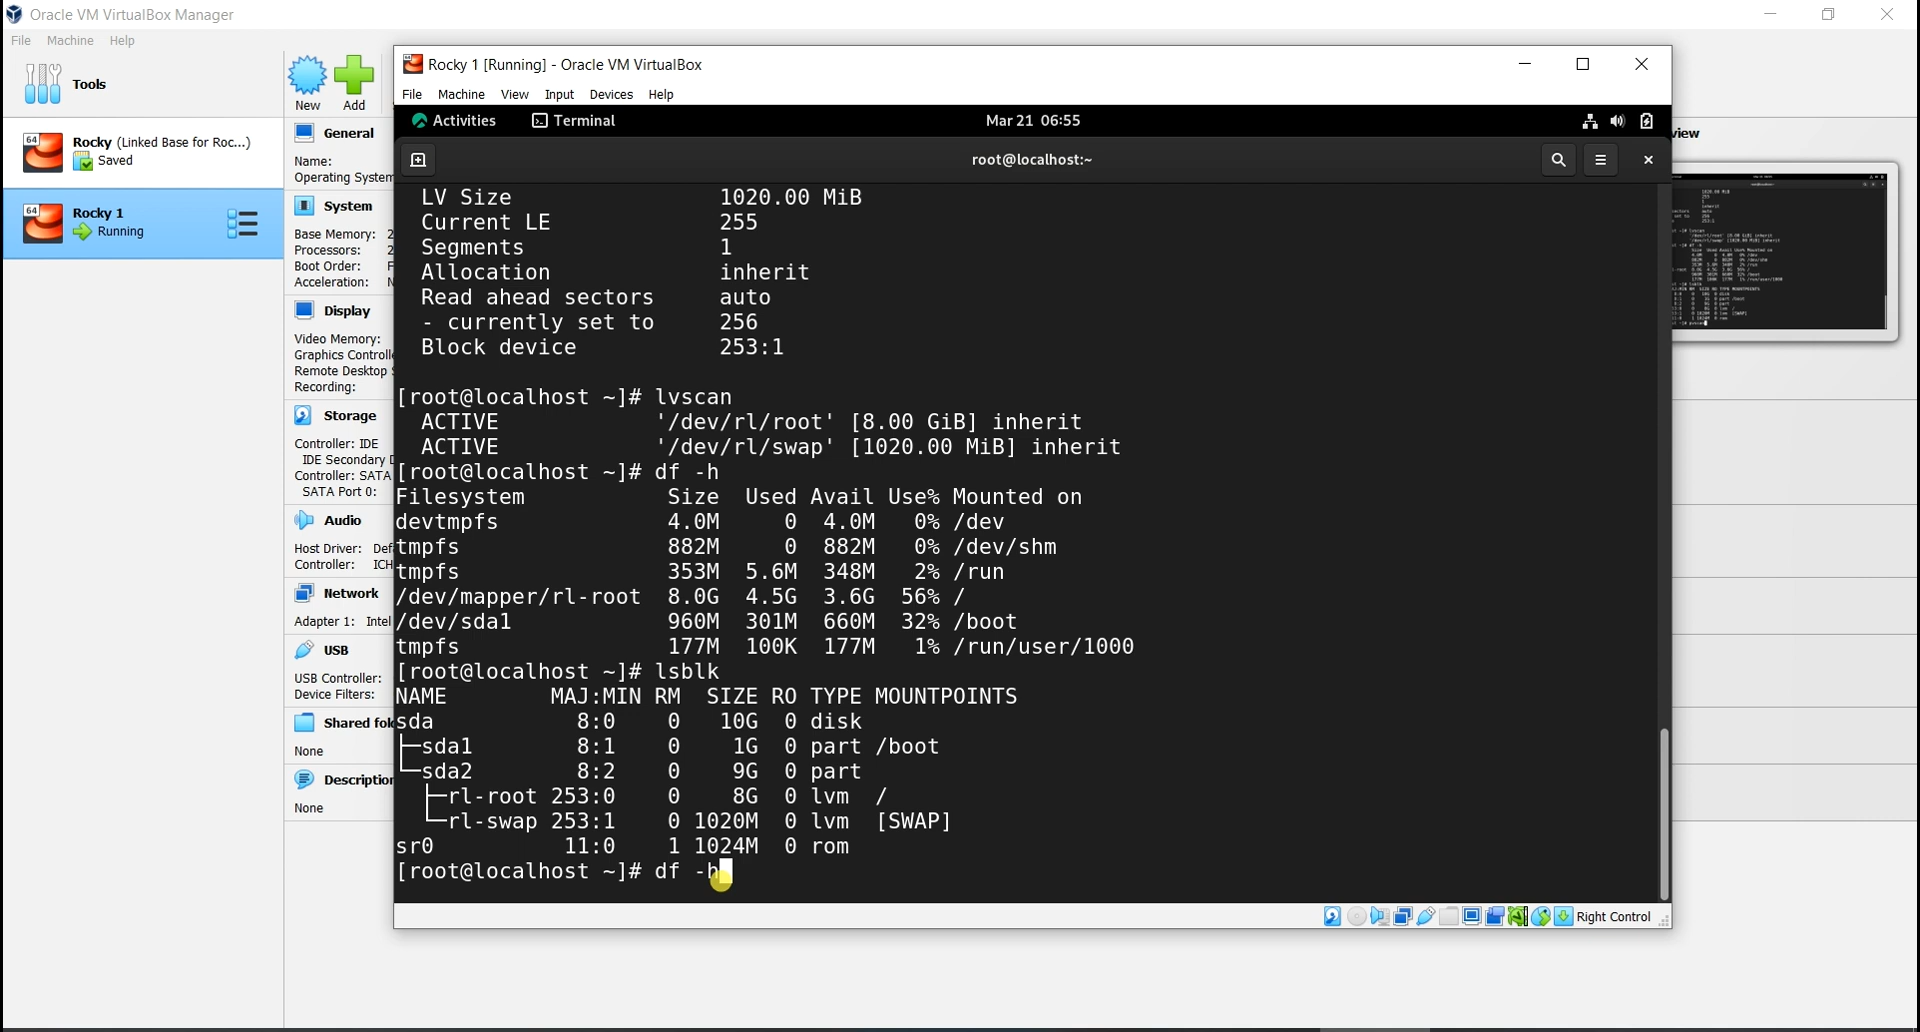 Oracle VM VirtualBox Manager
File Machine Help
Tools
New
Add
64
Rocky (Linked Base for Roc...)
Saved
64
Rocky 1
Running
General
Name:
Operating System
System
Base Memory: 2
Processors: 2
Boot Order: F
Acceleration: N
Display
Video Memory:
Graphics Controlle
Remote Desktop S
Recording:
Storage
Controller: IDE
IDE Secondary D
Controller: SATA
SATA Port 0:
Audio
Host Driver: Def
Controller: ICH
Network
Adapter 1: Intel
USB
USB Controller:
Device Filters:
Shared fol
None
Description
None
view
Rocky 1 [Running] - Oracle VM VirtualBox
File Machine View Input Devices Help
Activities Terminal Mar 21 06:55
root@localhost:~
LV Size 1020.00 MiB
Current LE 255
Segments 1
Allocation inherit
Read ahead sectors auto
- currently set to 256
Block device 253:1
[root@localhost ~]# lvscan
ACTIVE '/dev/rl/root' [8.00 GiB] inherit
ACTIVE '/dev/rl/swap' [1020.00 MiB] inherit
[root@localhost ~]# df -h
Filesystem Size Used Avail Use% Mounted on
devtmpfs 4.0M 0 4.0M 0% /dev
tmpfs 882M 0 882M 0% /dev/shm
tmpfs 353M 5.6M 348M 2% /run
/dev/mapper/rl-root 8.0G 4.5G 3.6G 56% /
/dev/sda1 960M 301M 660M 32% /boot
tmpfs 177M 100K 177M 1% /run/user/1000
[root@localhost ~]# lsblk
NAME MAJ:MIN RM SIZE RO TYPE MOUNTPOINTS
sda 8:0 0 10G 0 disk
├─sda1 8:1 0 1G 0 part /boot
└─sda2 8:2 0 9G 0 part
├─rl-root 253:0 0 8G 0 lvm /
└─rl-swap 253:1 0 1020M 0 lvm [SWAP]
sr0 11:0 1 1024M 0 rom
[root@localhost ~]# df -h
Right Control